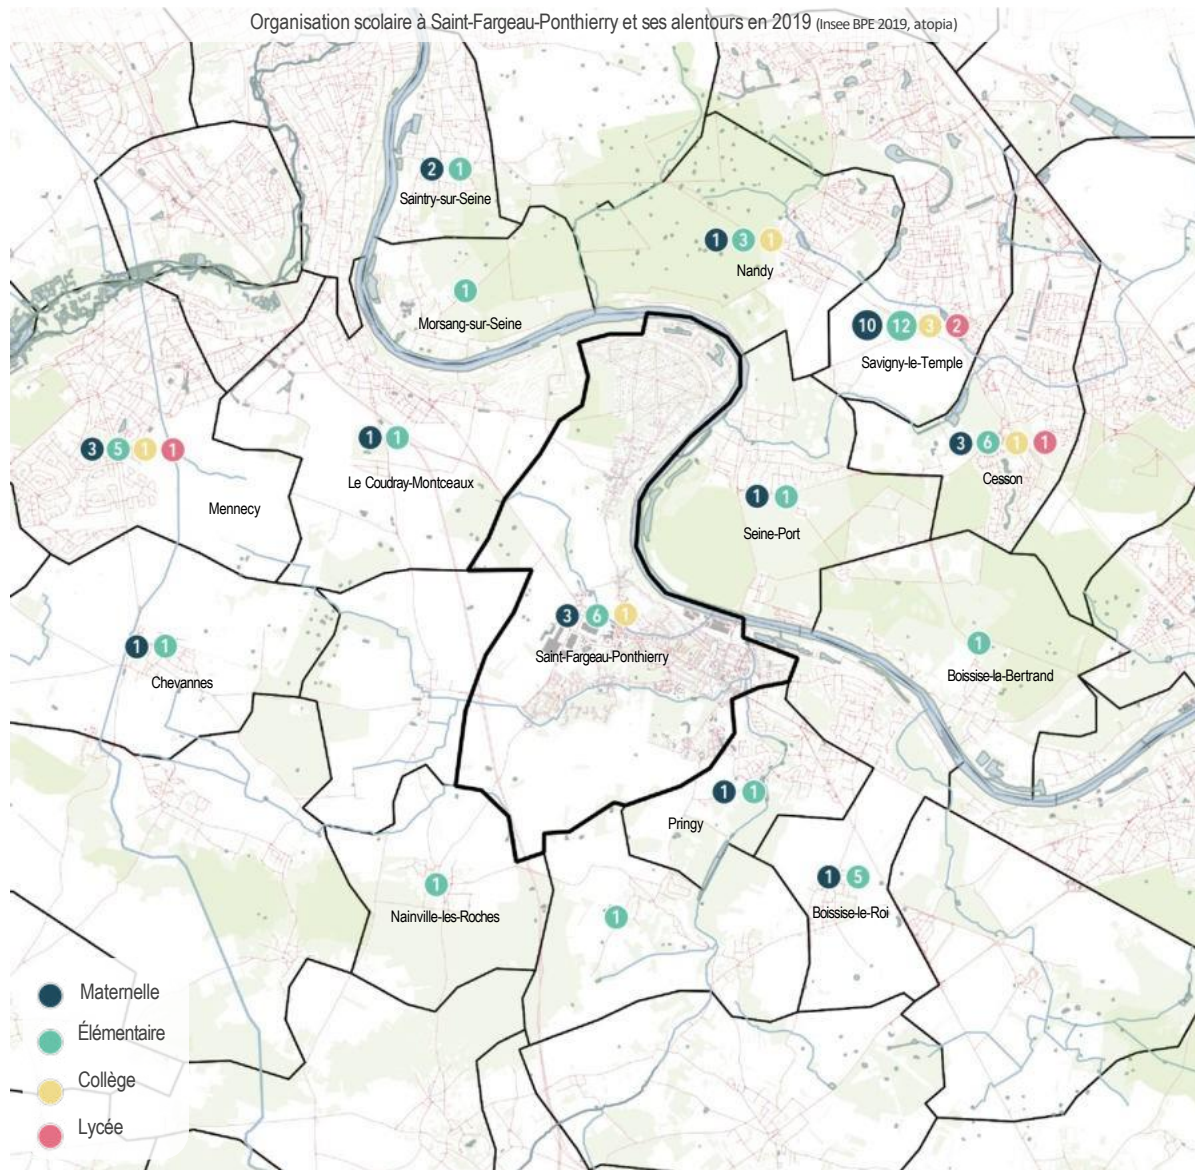 Organisation scolaire à Saint-Fargeau-Ponthierry et ses alentours en 2019 (Insee BPE 2019, atopia)
2 1
Saintry-sur-Seine
1 3 1
Nandy
1
Morsang-sur-Seine
10 12 3 2
Savigny-le-Temple
3 5 1 1
Mennecy
1 1
Le Coudray-Montceaux
3 6 1 1
Cesson
1 1
Seine-Port
3 6 1
Saint-Fargeau-Ponthierry
1 1
Chevannes
1
Boissise-la-Bertrand
1 1
Pringy
1
Nainville-les-Roches
1
1 5
Boissise-le-Roi
Maternelle
Élémentaire
Collège
Lycée